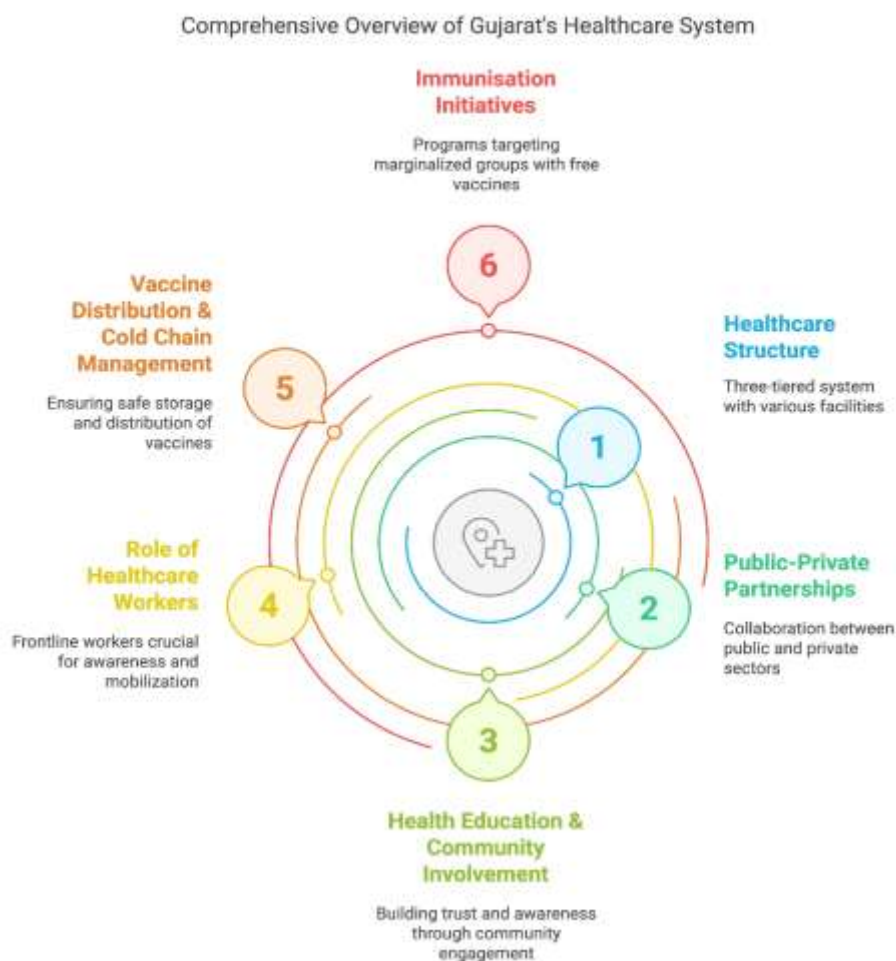 Comprehensive Overview of Gujarat's Healthcare System
Immunisation
Initiatives
Programs targeting
marginalized groups with free
vaccines
6
Vaccine
Distribution &
Cold Chain
Management
Ensuring safe storage
and distribution of
vaccines
5
Healthcare
Structure
Three-tiered system
with various facilities
1
Role of
Healthcare
Workers
Frontline workers crucial
for awareness and
mobilization
4
Public-Private
Partnerships
Collaboration between
public and private
sectors
2
3
Health Education &
Community
Involvement
Building trust and awareness
through community
engagement